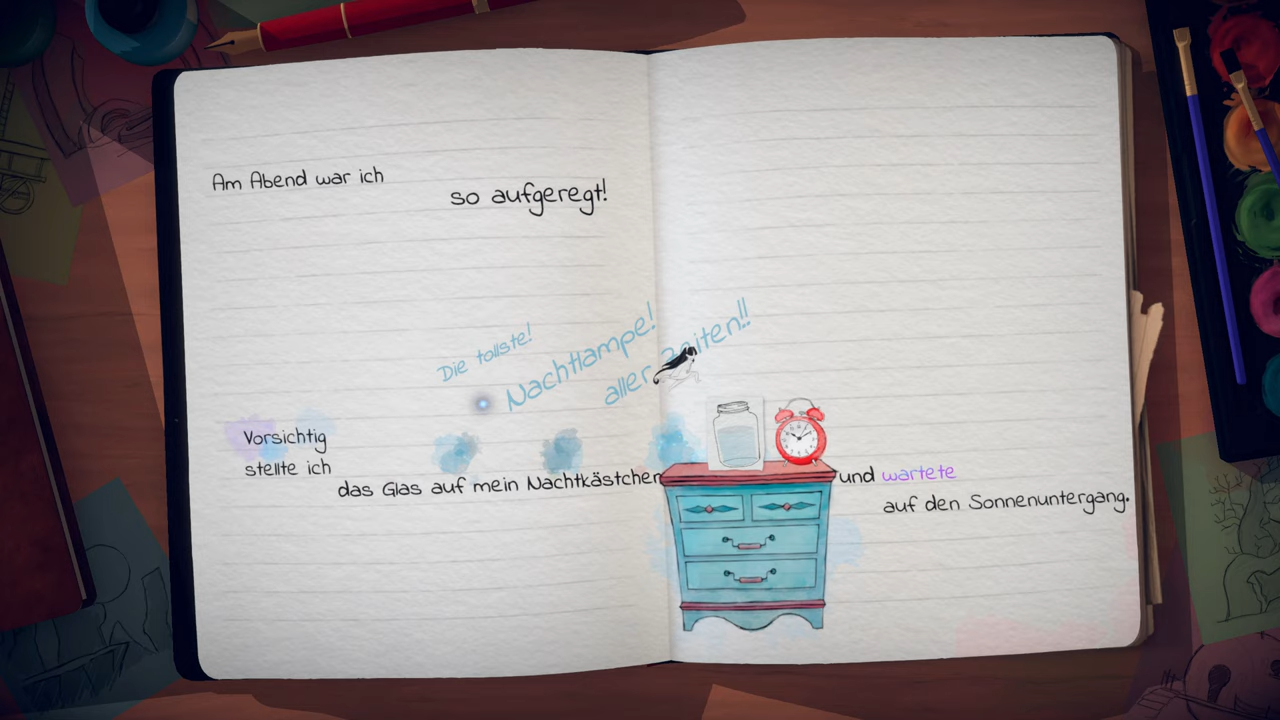 Am Abend war ich
so aufgeregt!
Die tollste!
Nachtlampe!
aller Zeiten!!
Vorsichtig
stellte ich
das Glas auf mein Nachtkästchen
und wartete
auf den Sonnenuntergang.